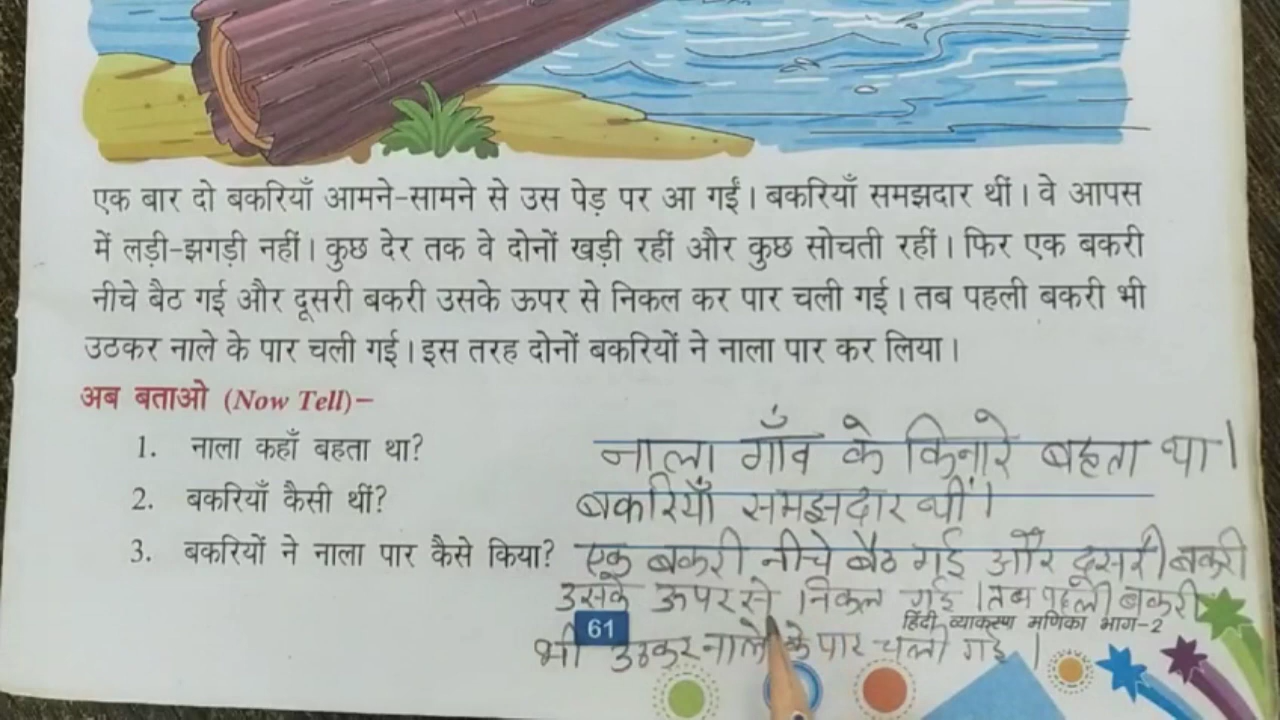 एक बार दो बकरियाँ आमने-सामने से उस पेड़ पर आ गईं। बकरियाँ समझदार थीं। वे आपस
में लड़ी-झगड़ी नहीं। कुछ देर तक वे दोनों खड़ी रहीं और कुछ सोचती रहीं। फिर एक बकरी
नीचे बैठ गई और दूसरी बकरी उसके ऊपर से निकल कर पार चली गई। तब पहली बकरी भी
उठकर नाले के पार चली गई। इस तरह दोनों बकरियों ने नाला पार कर लिया।
अब बताओ (Now Tell)–
1. नाला कहाँ बहता था? नाला गाँव के किनारे बहता था।
2. बकरियाँ कैसी थीं? बकरियाँ समझदार थीं।
3. बकरियों ने नाला पार कैसे किया? एक बकरी नीचे बैठ गई और दूसरी बकरी
उसके ऊपर से निकल गई। तब पहली बकरी
61 हिंदी व्याकरण मणिका भाग-2
भी उठकर नाले के पार चली गई।